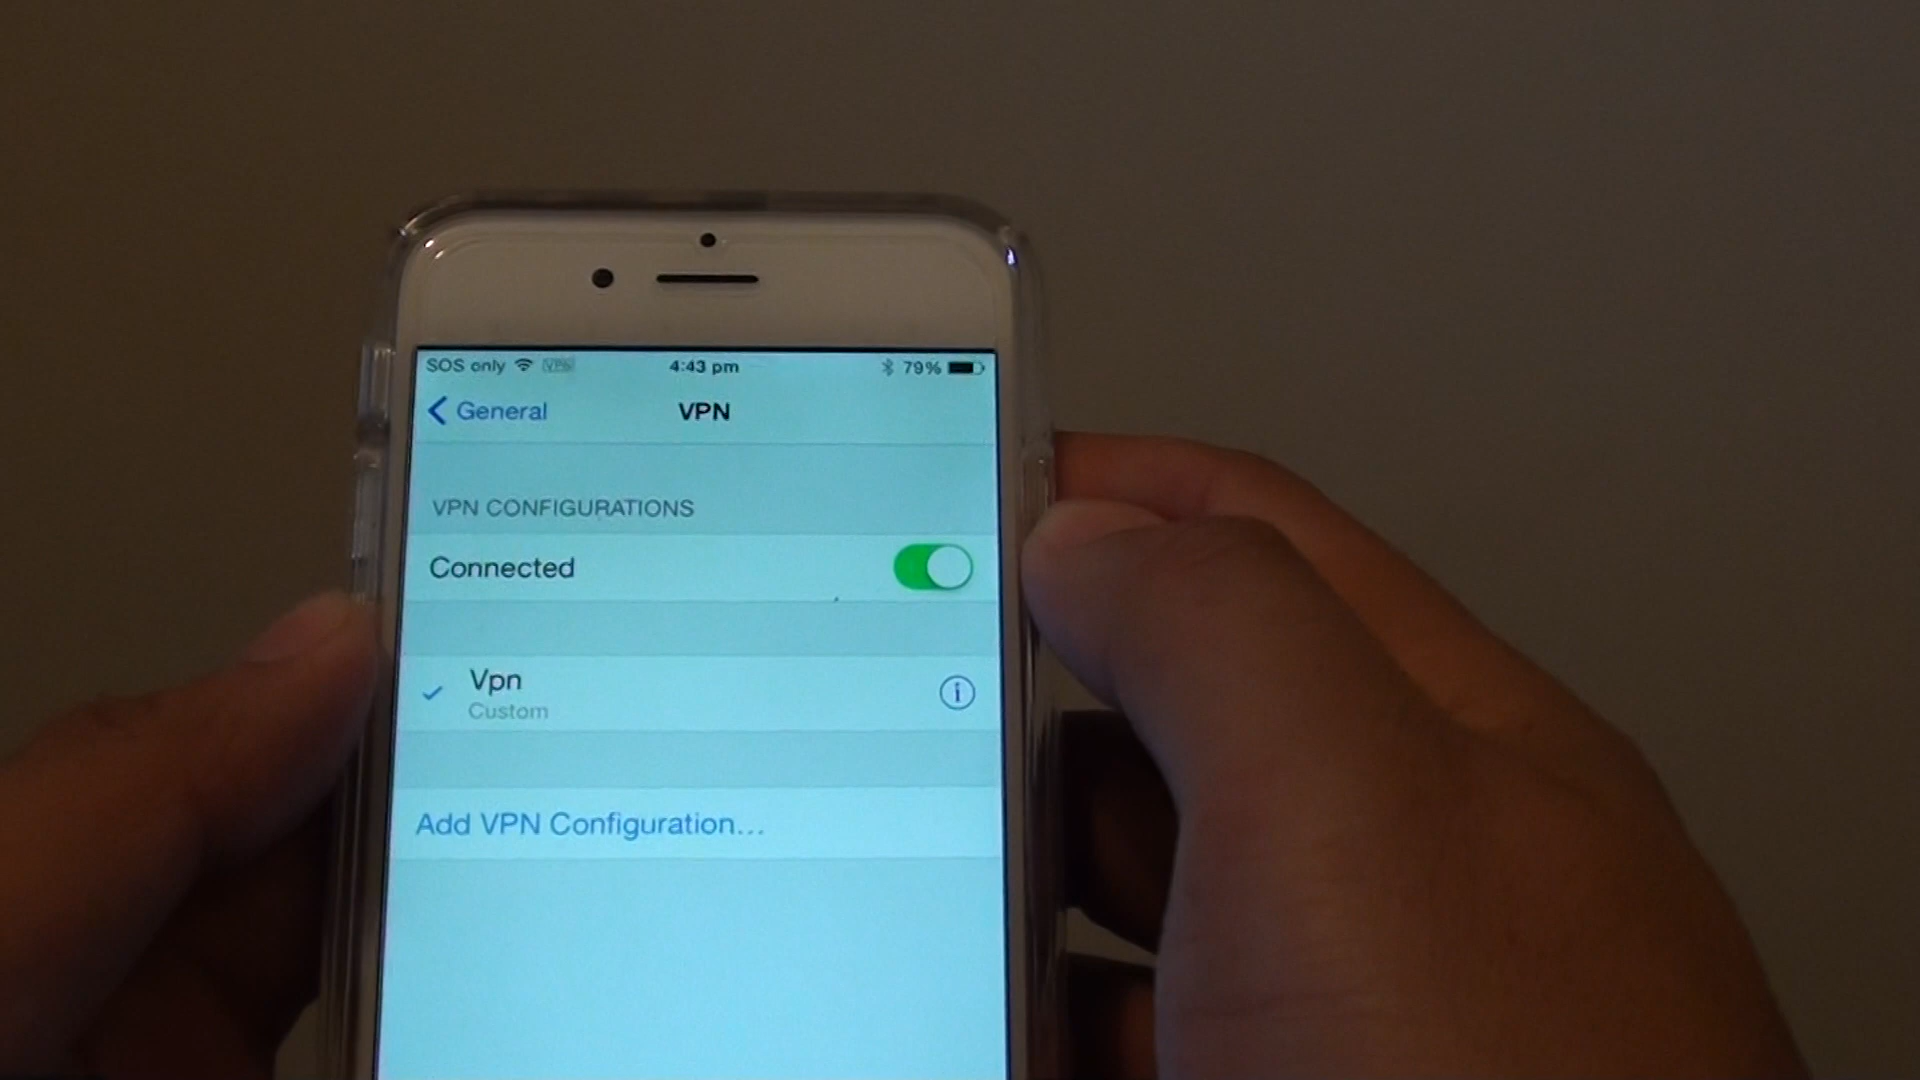 SOS only VPN 4:43 pm 79%
General VPN
VPN CONFIGURATIONS
Connected
Vpn
Custom
Add VPN Configuration...